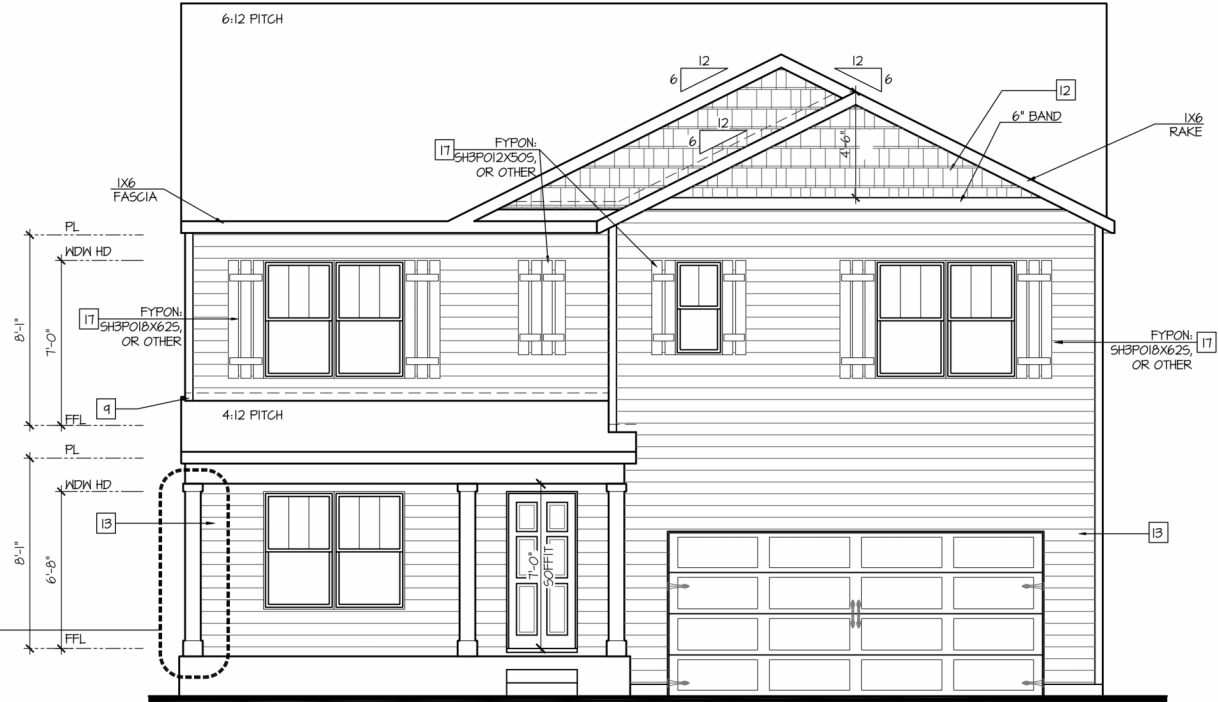 6:12 PITCH
12
6
12
6
12
6
12
6" BAND
1X6
RAKE
17
FYPON:
SH3PO12X50S,
OR OTHER
4'-6"
1X6
FASCIA
PL
WDW HD
8'-1"
7'-0"
17
FYPON:
SH3PO18X62S,
OR OTHER
FYPON:
SH3PO18X62S,
OR OTHER
17
9
FFL
4:12 PITCH
PL
WDW HD
8'-1"
6'-8"
13
7'-0"
SOFFIT
13
FFL